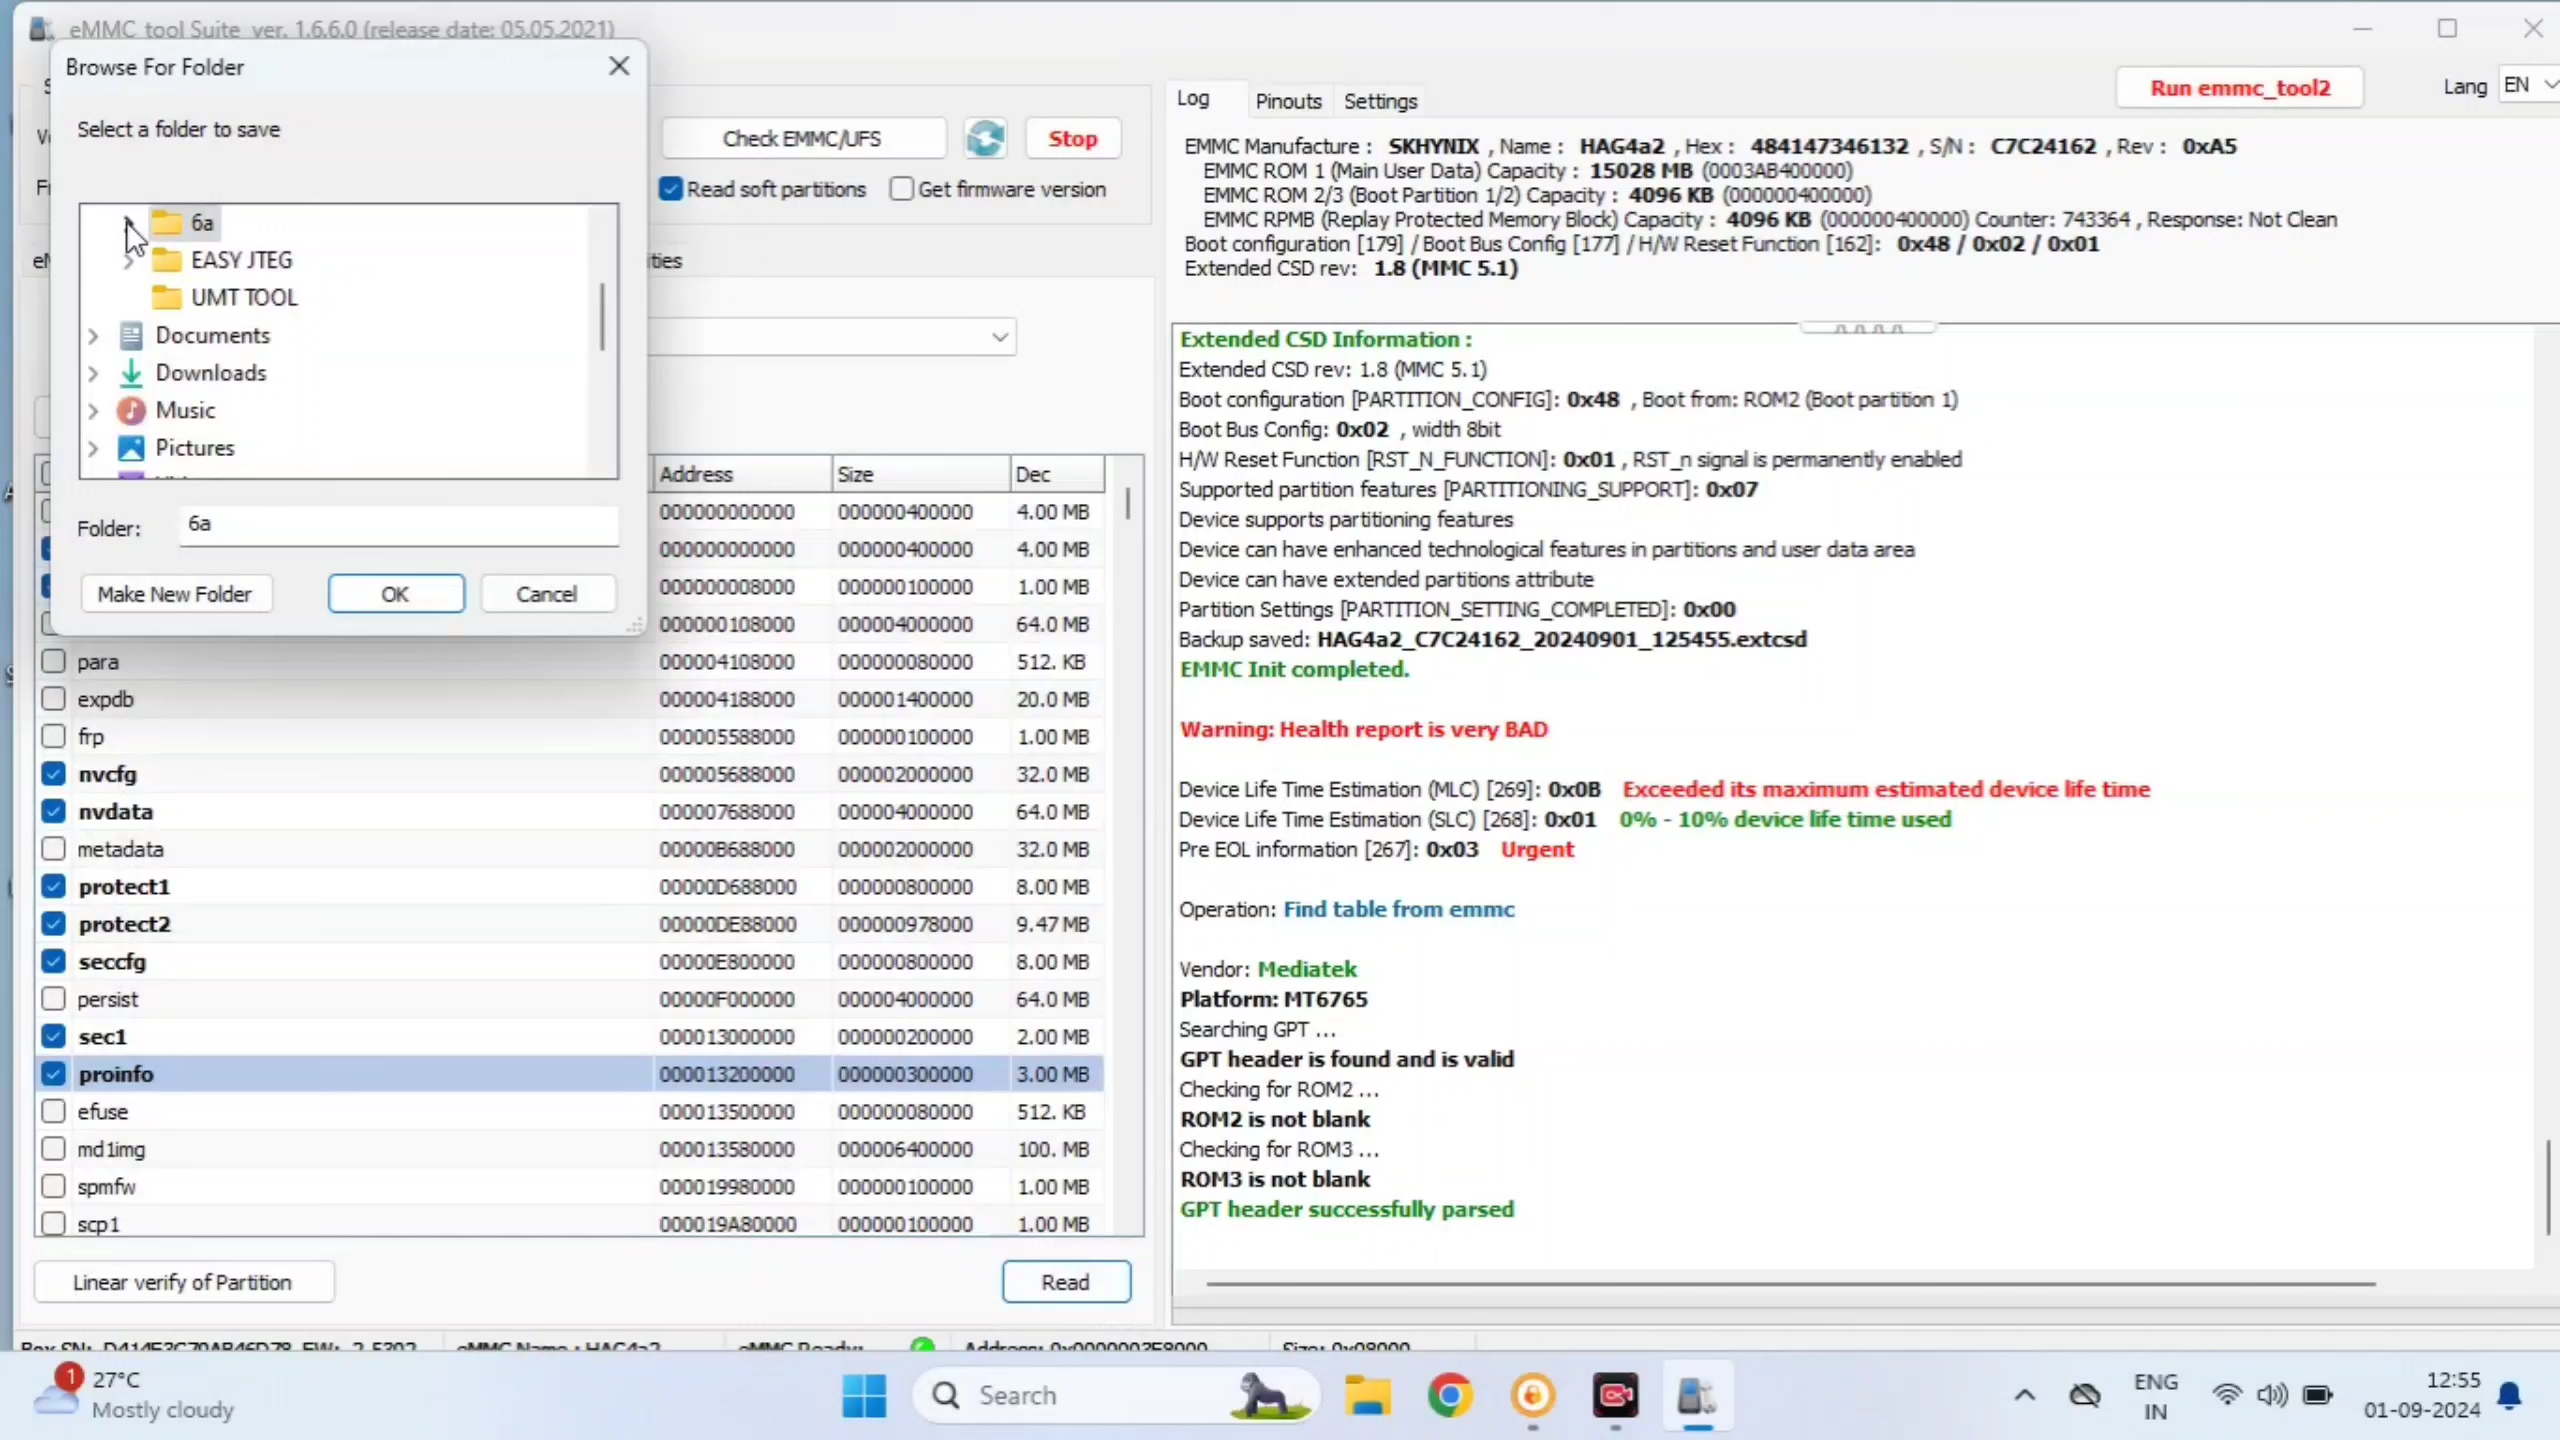 eMMC tool Suite ver. 1.6.6.0 (release date: 05.05.2021)
Browse For Folder
Select a folder to save
6a
EASY JTEG
UMT TOOL
Documents
Downloads
Music
Pictures
Folder: 6a
Make New Folder
OK
Cancel
Check EMMC/UFS
Stop
Read soft partitions
Get firmware version
Address Size Dec
000000000000 000000400000 4.00 MB
000000000000 000000400000 4.00 MB
000000008000 000000100000 1.00 MB
000000108000 000004000000 64.0 MB
para 000004108000 000000080000 512. KB
expdb 000004188000 000001400000 20.0 MB
frp 000005588000 000000100000 1.00 MB
nvcfg 000005688000 000002000000 32.0 MB
nvdata 000007688000 000004000000 64.0 MB
metadata 00000B688000 000002000000 32.0 MB
protect1 00000D688000 000000800000 8.00 MB
protect2 00000DE88000 000000978000 9.47 MB
seccfg 00000E800000 000000800000 8.00 MB
persist 00000F000000 000004000000 64.0 MB
sec1 000013000000 000000200000 2.00 MB
proinfo 000013200000 000000300000 3.00 MB
efuse 000013500000 000000080000 512. KB
md1img 000013580000 000006400000 100. MB
spmfw 000019980000 000000100000 1.00 MB
scp1 000019A80000 000000100000 1.00 MB
Linear verify of Partition
Read
Log Pinouts Settings
Run emmc_tool2
Lang EN
EMMC Manufacture : SKHYNIX , Name : HAG4a2 , Hex : 484147346132 , S/N : C7C24162 , Rev : 0xA5
EMMC ROM 1 (Main User Data) Capacity : 15028 MB (0003AB400000)
EMMC ROM 2/3 (Boot Partition 1/2) Capacity : 4096 KB (000000400000)
EMMC RPMB (Replay Protected Memory Block) Capacity : 4096 KB (000000400000) Counter: 743364 , Response: Not Clean
Boot configuration [179] / Boot Bus Config [177] / H/W Reset Function [162]: 0x48 / 0x02 / 0x01
Extended CSD rev: 1.8 (MMC 5.1)
Extended CSD Information :
Extended CSD rev: 1.8 (MMC 5.1)
Boot configuration [PARTITION_CONFIG]: 0x48 , Boot from: ROM2 (Boot partition 1)
Boot Bus Config: 0x02 , width 8bit
H/W Reset Function [RST_N_FUNCTION]: 0x01 , RST_n signal is permanently enabled
Supported partition features [PARTITIONING_SUPPORT]: 0x07
Device supports partitioning features
Device can have enhanced technological features in partitions and user data area
Device can have extended partitions attribute
Partition Settings [PARTITION_SETTING_COMPLETED]: 0x00
Backup saved: HAG4a2_C7C24162_20240901_125455.extcsd
EMMC Init completed.
Warning: Health report is very BAD
Device Life Time Estimation (MLC) [269]: 0x0B Exceeded its maximum estimated device life time
Device Life Time Estimation (SLC) [268]: 0x01 0% - 10% device life time used
Pre EOL information [267]: 0x03 Urgent
Operation: Find table from emmc
Vendor: Mediatek
Platform: MT6765
Searching GPT ...
GPT header is found and is valid
Checking for ROM2 ...
ROM2 is not blank
Checking for ROM3 ...
ROM3 is not blank
GPT header successfully parsed
1
27°C
Mostly cloudy
Search
ENG
IN
12:55
01-09-2024